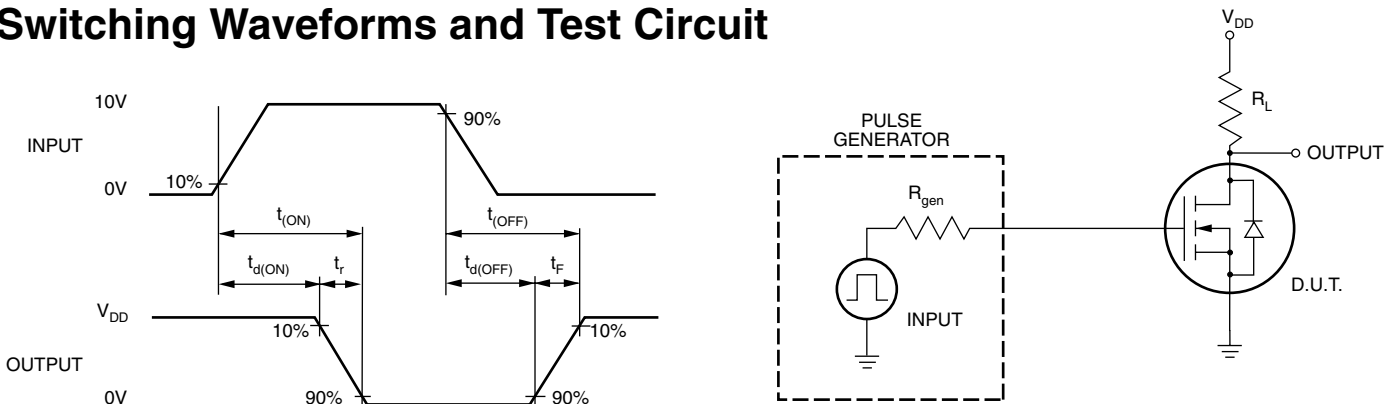 Switching Waveforms and Test Circuit
10V
INPUT
0V
10%
90%
t(ON)
t(OFF)
td(ON)
tr
td(OFF)
tF
VDD
10%
10%
OUTPUT
0V
90%
90%
VDD
RL
OUTPUT
PULSE
GENERATOR
Rgen
INPUT
D.U.T.